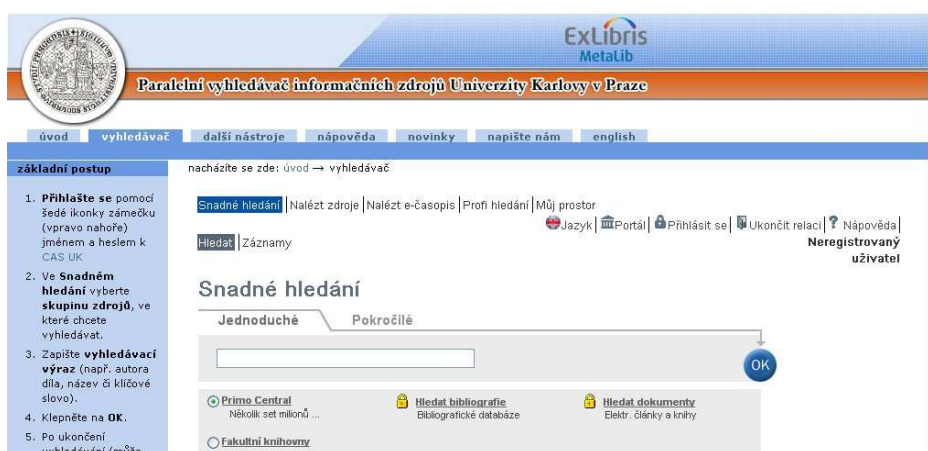 ExLibris
MetaLib
Paralelní vyhledávač informačních zdrojů Univerzity Karlovy v Praze
úvod vyhledávač další nástroje nápověda novinky napište nám english
základní postup
1. Přihlašte se pomocí
šedé ikonky zámečku
(vpravo nahoře)
jménem a heslem k
CAS UK
2. Ve Snadném
hledání vyberte
skupinu zdrojů, ve
které chcete
vyhledávat.
3. Zapište vyhledávací
výraz (např. autora
díla, název či klíčové
slovo).
4. Klepněte na OK.
5. Po ukončení
nacházíte se zde: úvod → vyhledávač
Snadné hledání | Nalézt zdroje | Nalézt e-časopis | Profi hledání | Můj prostor
Jazyk | Portál | Přihlásit se | Ukončit relaci | ? Nápověda |
Hledat | Záznamy
Neregistrovaný
uživatel
Snadné hledání
Jednoduché Pokročilé
OK
Primo Central
Několik set milionů ...
Hledat bibliografie
Bibliografické databáze
Hledat dokumenty
Elektr. články a knihy
Fakultní knihovny